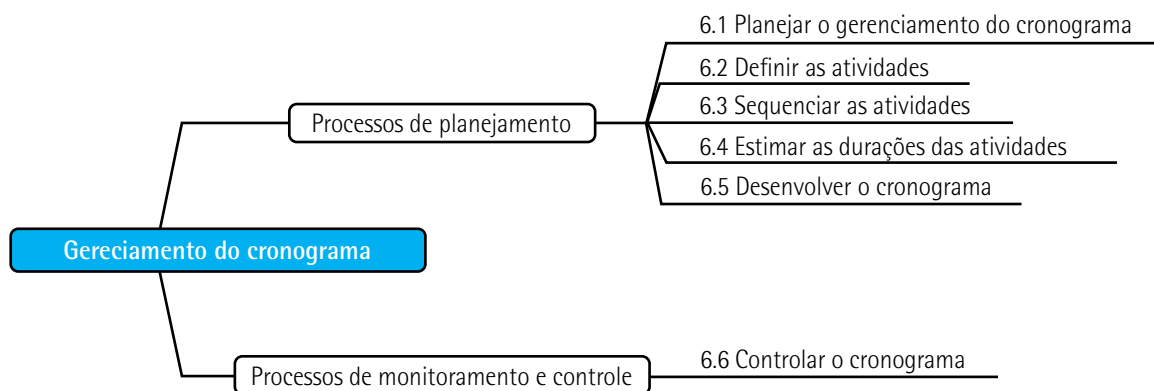 6.1 Planejar o gerenciamento do cronograma
6.2 Definir as atividades
Processos de planejamento
6.3 Sequenciar as atividades
6.4 Estimar as durações das atividades
6.5 Desenvolver o cronograma
Gereciamento do cronograma
Processos de monitoramento e controle
6.6 Controlar o cronograma